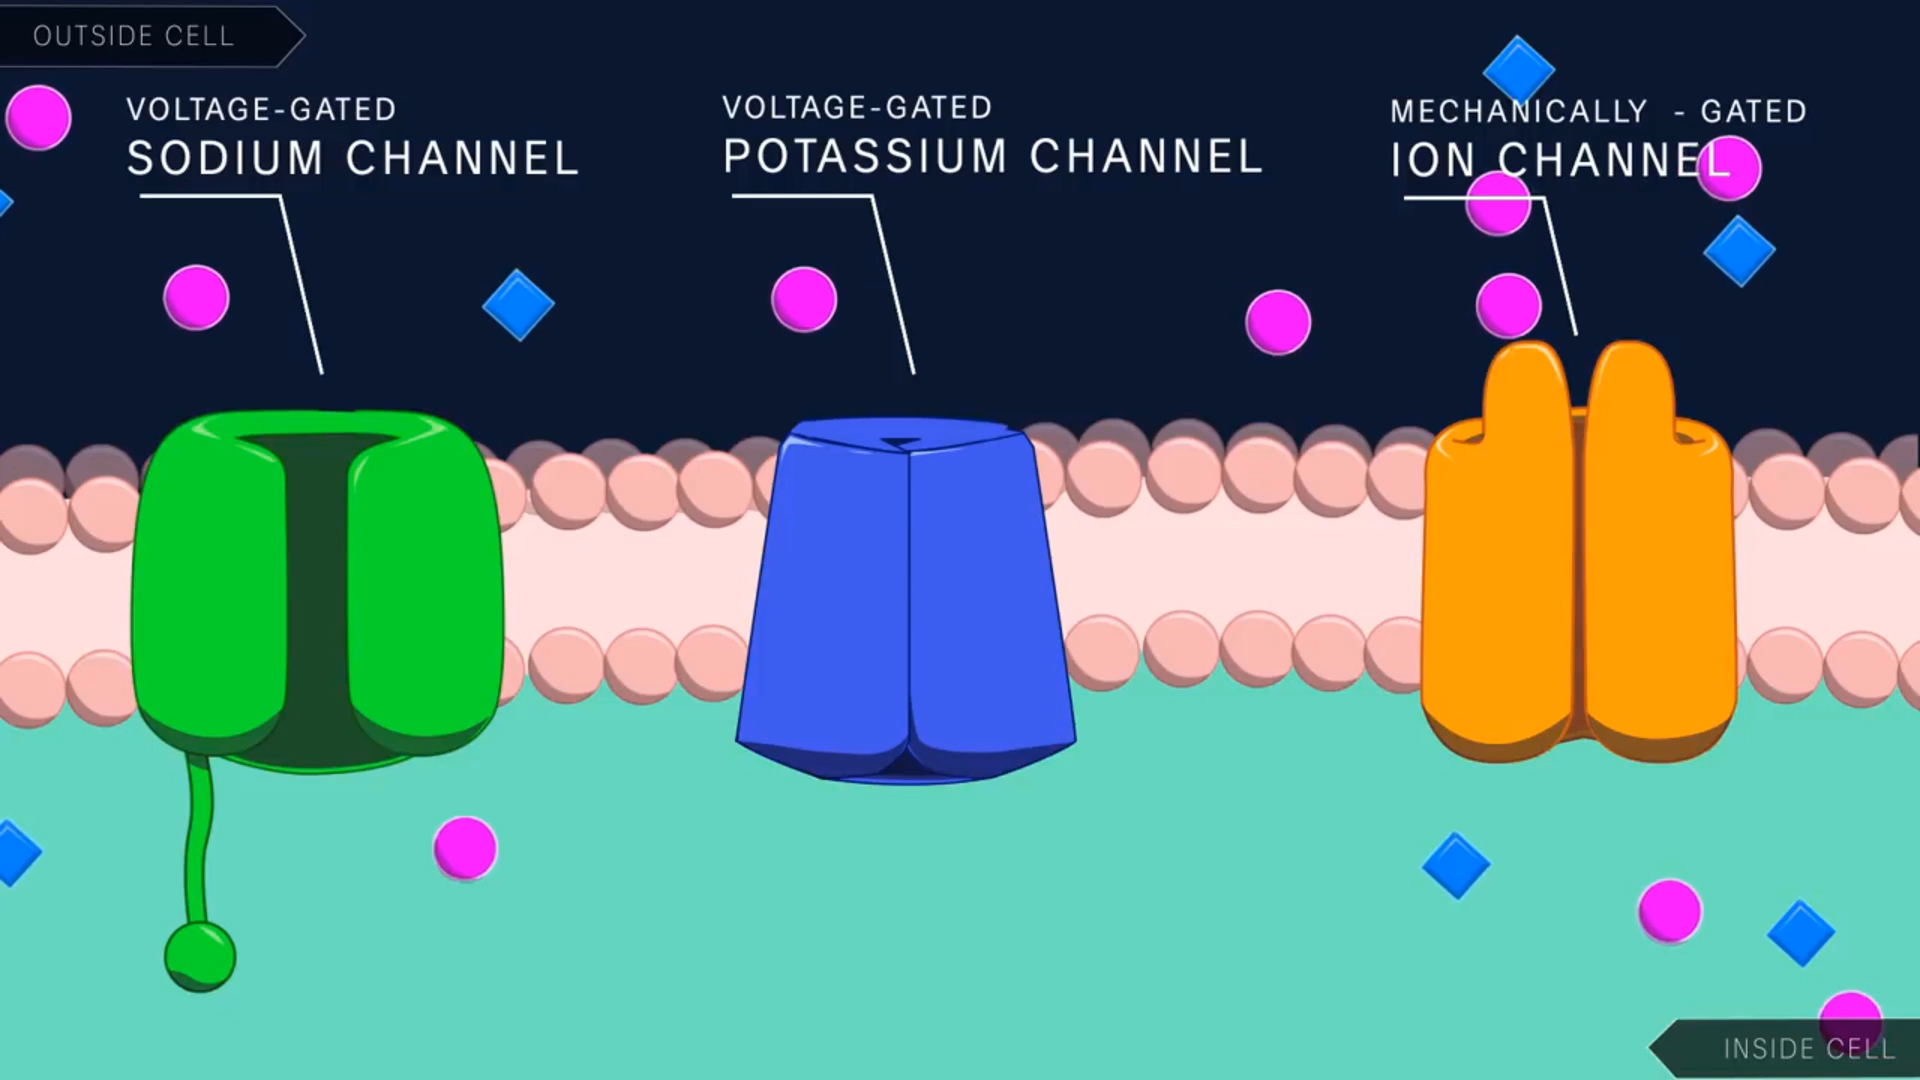 OUTSIDE CELL
VOLTAGE-GATED
SODIUM CHANNEL
VOLTAGE-GATED
POTASSIUM CHANNEL
MECHANICALLY - GATED
ION CHANNEL
INSIDE CELL